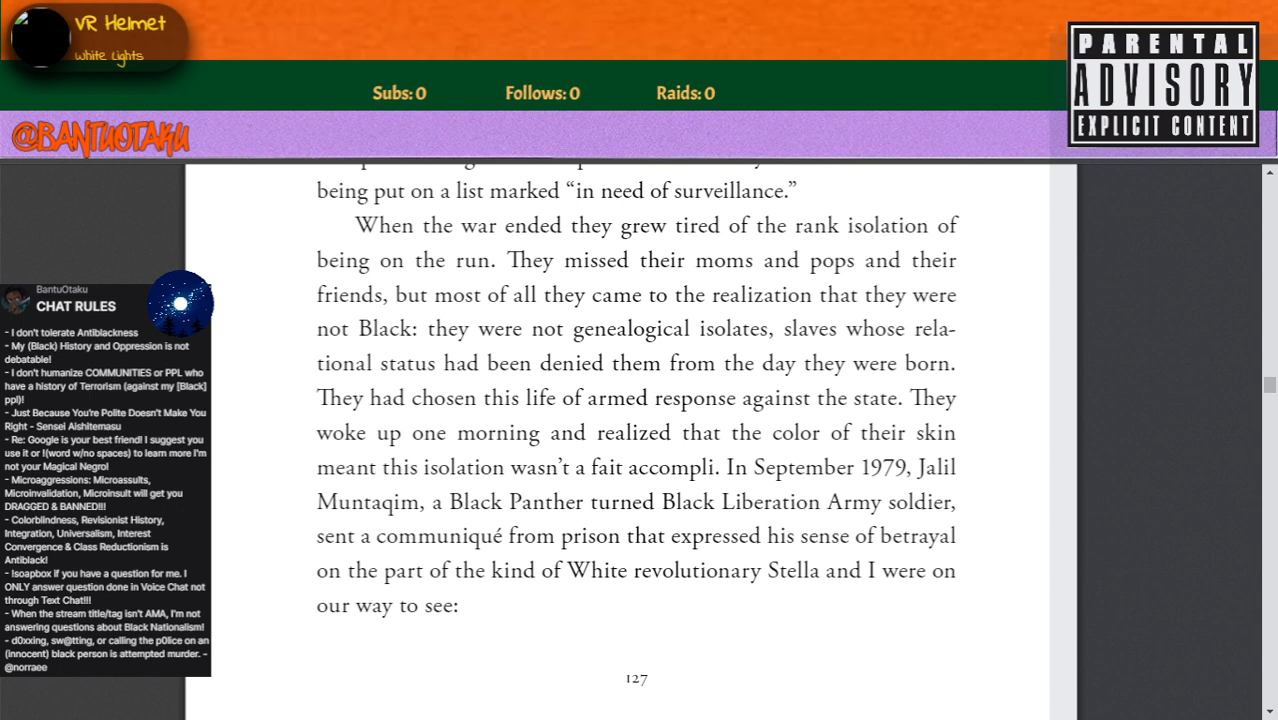 VR Helmet
White Lights
Subs: 0
Follows: 0
Raids: 0
PARENTAL
ADVISORY
EXPLICIT CONTENT
@BANTUOTAKU
being put on a list marked “in need of surveillance.”
When the war ended they grew tired of the rank isolation of
being on the run. They missed their moms and pops and their
friends, but most of all they came to the realization that they were
not Black: they were not genealogical isolates, slaves whose rela-
tional status had been denied them from the day they were born.
They had chosen this life of armed response against the state. They
woke up one morning and realized that the color of their skin
meant this isolation wasn’t a fait accompli. In September 1979, Jalil
Muntaqim, a Black Panther turned Black Liberation Army soldier,
sent a communiqué from prison that expressed his sense of betrayal
on the part of the kind of White revolutionary Stella and I were on
our way to see:
127
BantuOtaku
CHAT RULES
- I don't tolerate Antiblackness
- My (Black) History and Oppression is not
debatable!
- I don't humanize COMMUNITIES or PPL who
have a history of Terrorism (against my [Black]
ppl)!
- Just Because You're Polite Doesn't Make You
Right - Sensei Aishitemasu
- Re: Google is your best friend! I suggest you
use it or !(word w/no spaces) to learn more I'm
not your Magical Negro!
- Microaggressions: Microassults,
Microinvalidation, Microinsult will get you
DRAGGED & BANNED!!!
- Colorblindness, Revisionist History,
Integration, Universalism, Interest
Convergence & Class Reductionism is
Antiblack!
- !soapbox if you have a question for me. I
ONLY answer question done in Voice Chat not
through Text Chat!!!
- When the stream title/tag isn't AMA, I'm not
answering questions about Black Nationalism!
- d0xxing, sw@tting, or calling the p0lice on an
(innocent) black person is attempted murder. -
@norraee